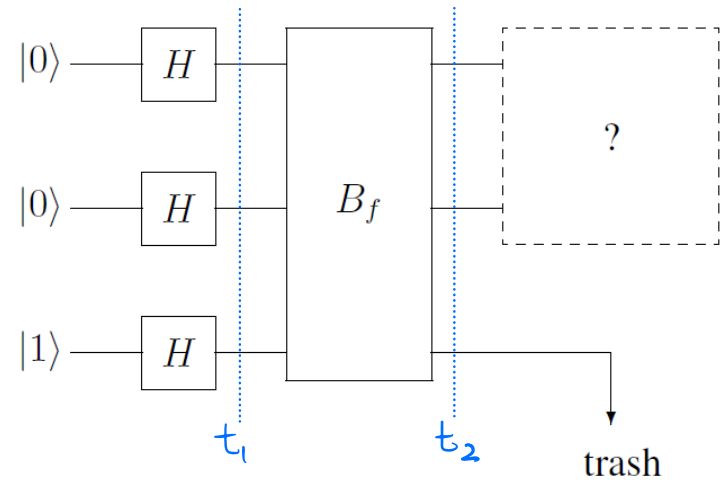 |0⟩ H
?
|0⟩ H B_f
|1⟩ H
t₁ t₂
trash